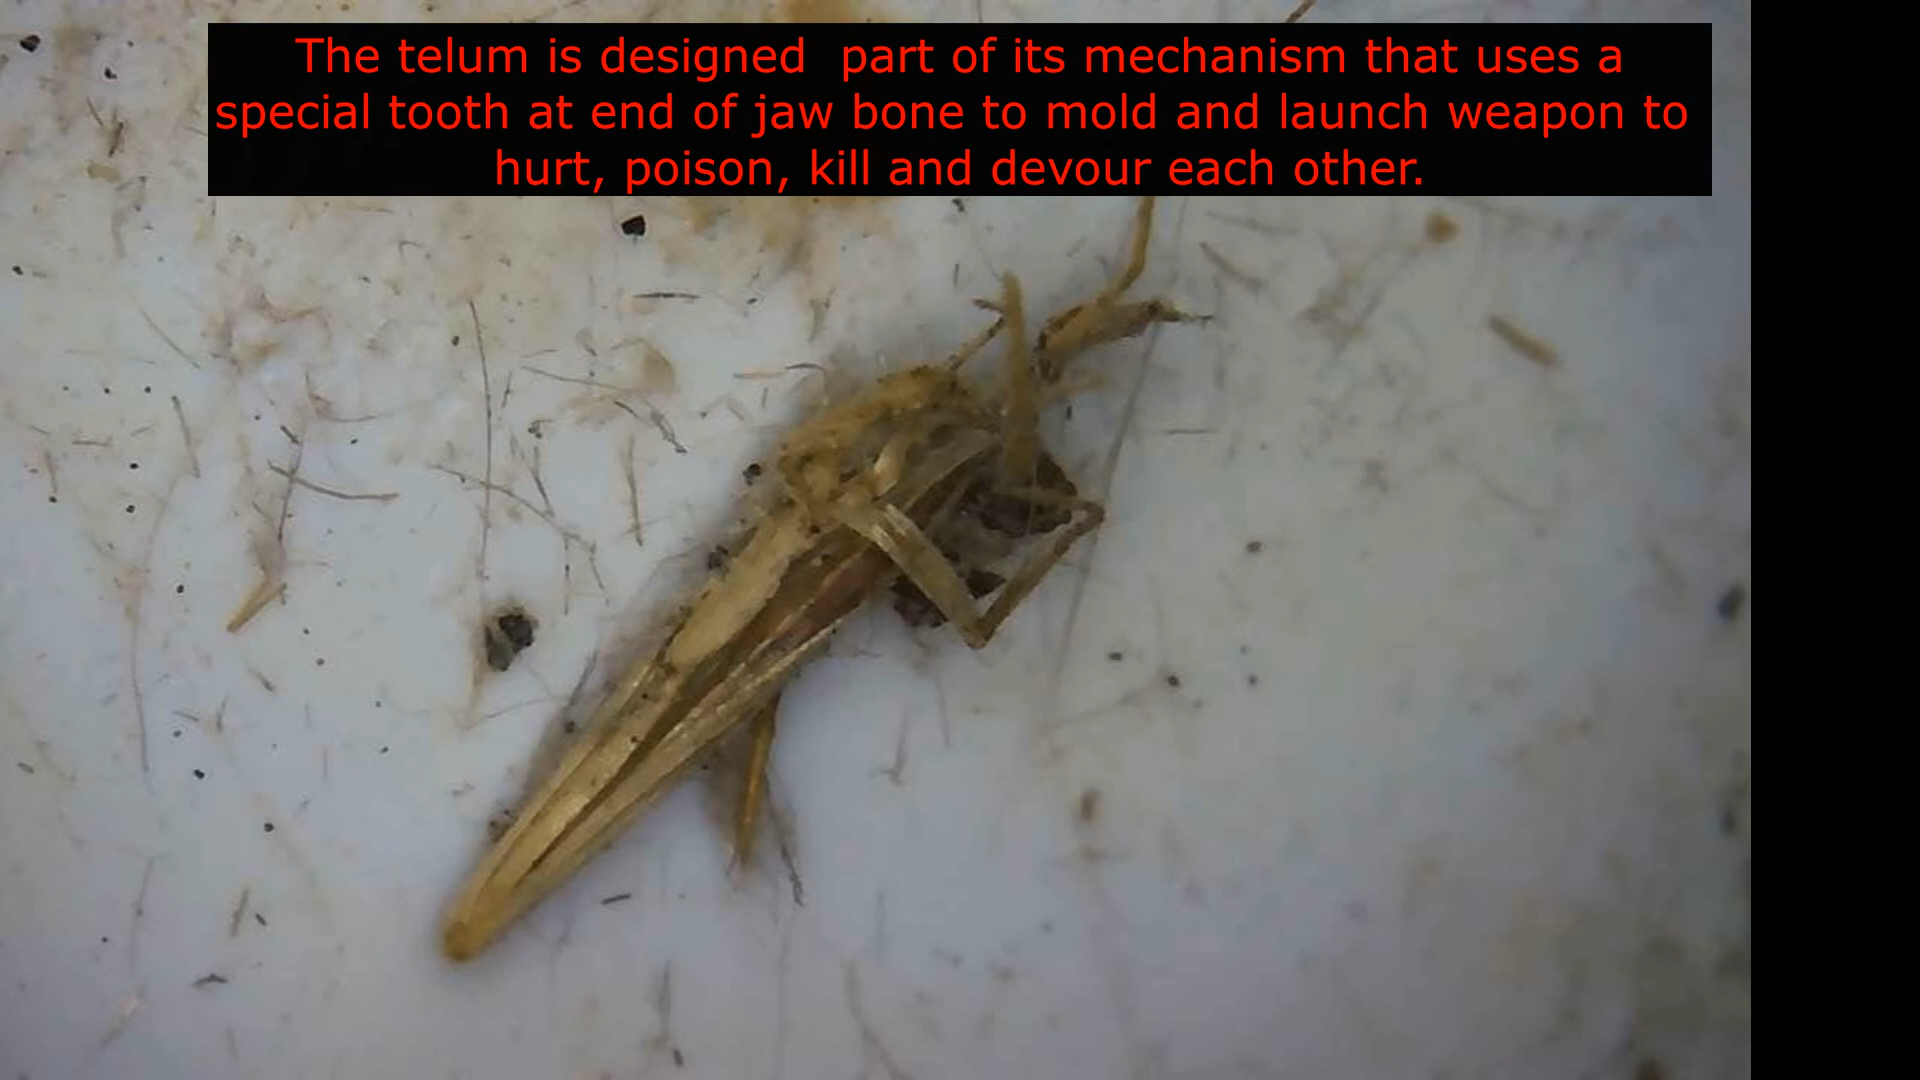 The telum is designed  part of its mechanism that uses a
special tooth at end of jaw bone to mold and launch weapon to
hurt, poison, kill and devour each other.